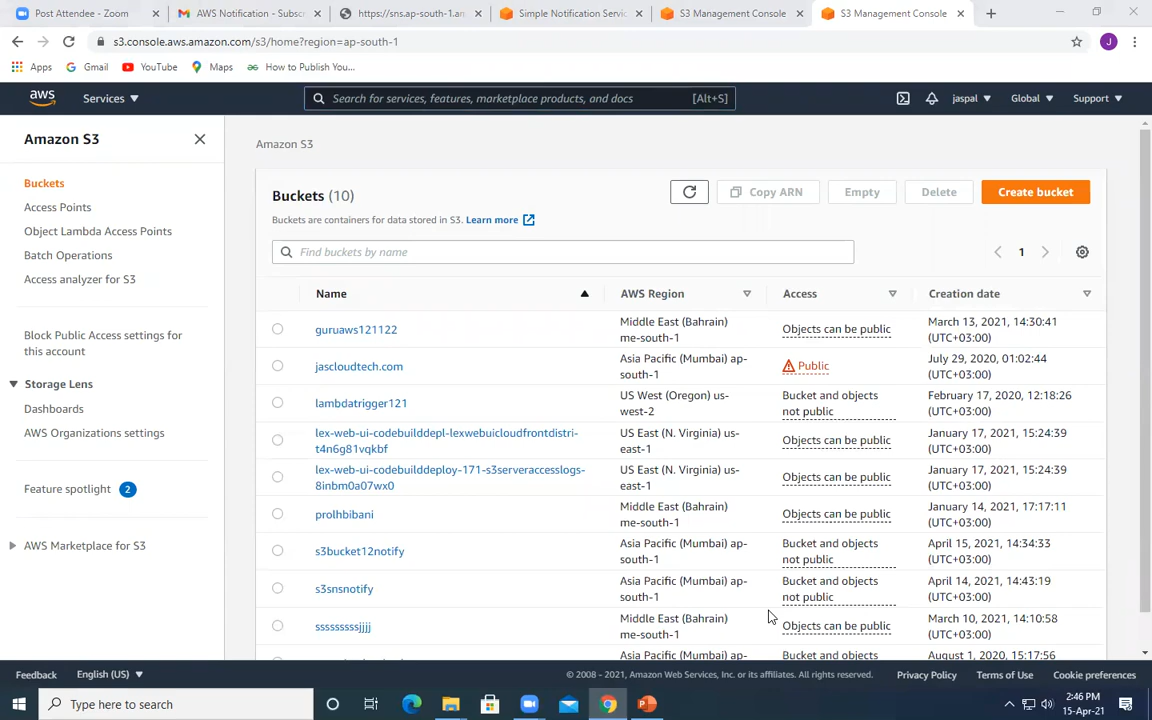 Post Attendee - Zoom
AWS Notification - Subscr
https://sns.ap-south-1.am
Simple Notification Service
S3 Management Console
S3 Management Console
s3.console.aws.amazon.com/s3/home?region=ap-south-1
J
Apps
Gmail
YouTube
Maps
How to Publish You...
aws
Services
Search for services, features, marketplace products, and docs
[Alt+S]
jaspal
Global
Support
Amazon S3
Buckets
Access Points
Object Lambda Access Points
Batch Operations
Access analyzer for S3
Block Public Access settings for
this account
Storage Lens
Dashboards
AWS Organizations settings
Feature spotlight 2
AWS Marketplace for S3
Amazon S3
Buckets (10)
Copy ARN
Empty
Delete
Create bucket
Buckets are containers for data stored in S3. Learn more
Find buckets by name
1
Name
AWS Region
Access
Creation date
guruaws121122
Middle East (Bahrain)
me-south-1
Objects can be public
March 13, 2021, 14:30:41
(UTC+03:00)
jascloudtech.com
Asia Pacific (Mumbai) ap-
south-1
Public
July 29, 2020, 01:02:44
(UTC+03:00)
lambdatrigger121
US West (Oregon) us-
west-2
Bucket and objects
not public
February 17, 2020, 12:18:26
(UTC+03:00)
lex-web-ui-codebuilddepl-lexwebuicloudfrontdistri-
t4n6g81vqkbf
US East (N. Virginia) us-
east-1
Objects can be public
January 17, 2021, 15:24:39
(UTC+03:00)
lex-web-ui-codebuilddeploy-171-s3serveraccesslogs-
8inbm0a07wx0
US East (N. Virginia) us-
east-1
Objects can be public
January 17, 2021, 15:24:39
(UTC+03:00)
prolhbibani
Middle East (Bahrain)
me-south-1
Objects can be public
January 14, 2021, 17:17:11
(UTC+03:00)
s3bucket12notify
Asia Pacific (Mumbai) ap-
south-1
Bucket and objects
not public
April 15, 2021, 14:34:33
(UTC+03:00)
s3snsnotify
Asia Pacific (Mumbai) ap-
south-1
Bucket and objects
not public
April 14, 2021, 14:43:19
(UTC+03:00)
sssssssssjjjj
Middle East (Bahrain)
me-south-1
Objects can be public
March 10, 2021, 14:10:58
(UTC+03:00)
Asia Pacific (Mumbai) ap-
Bucket and objects
August 1, 2020, 15:17:56
Feedback
English (US)
© 2008 - 2021, Amazon Web Services, Inc. or its affiliates. All rights reserved.
Privacy Policy
Terms of Use
Cookie preferences
Type here to search
2:46 PM
15-Apr-21